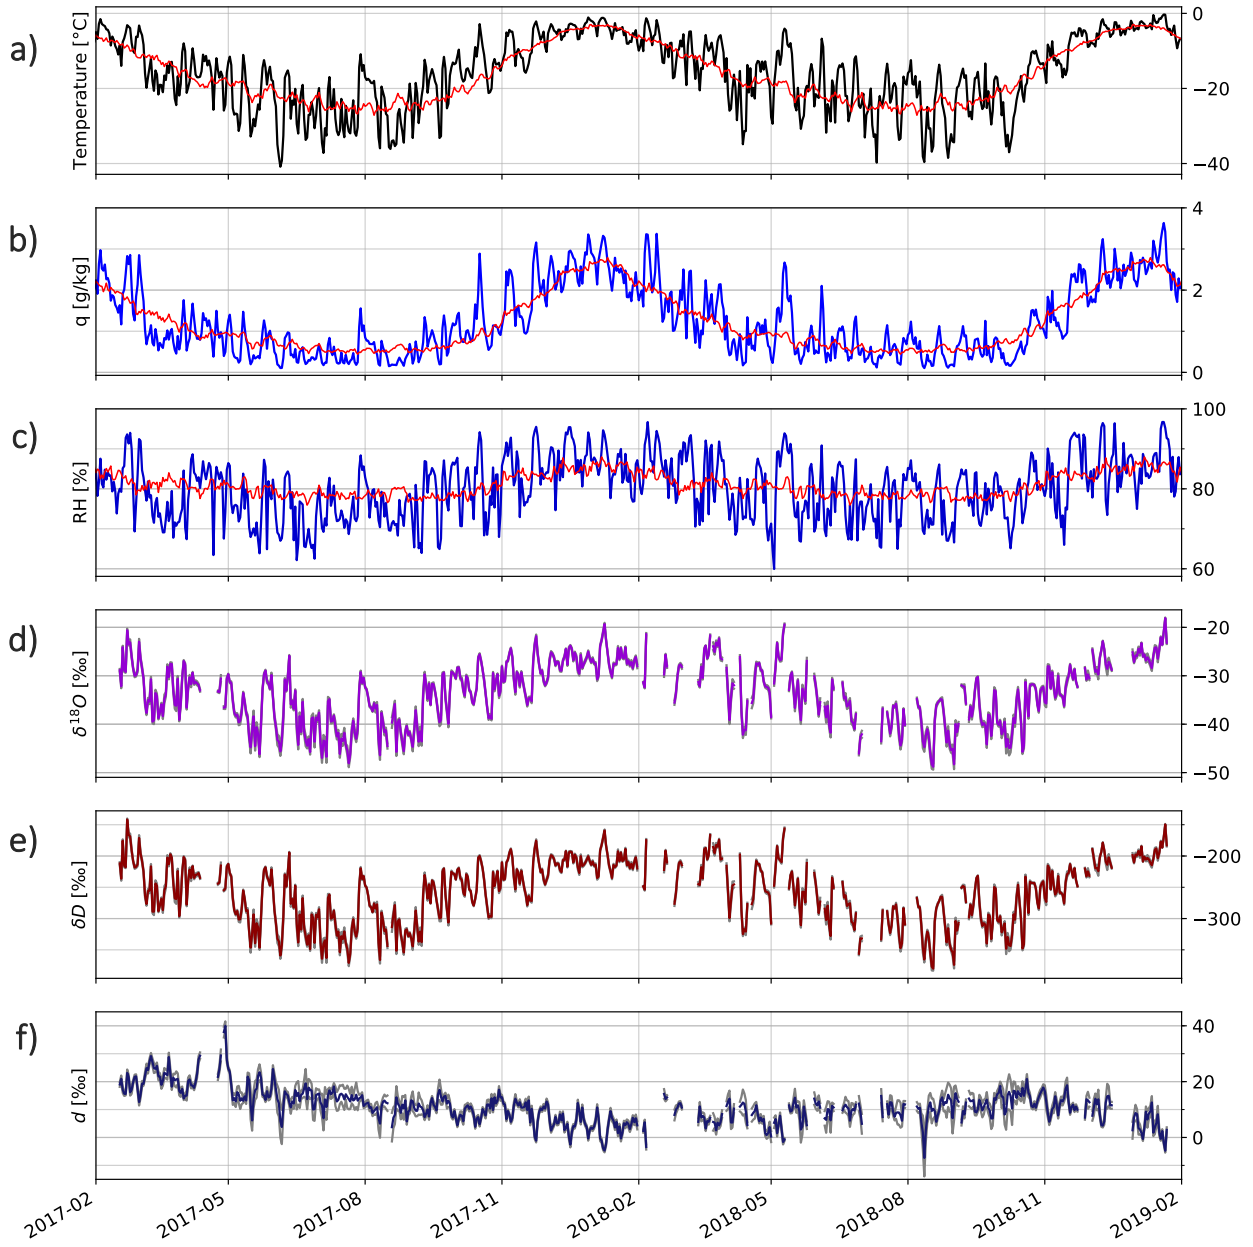 a)
Temperature [°C]
0
−20
−40
b)
q [g/kg]
4
2
0
c)
RH [%]
100
80
60
d)
δ¹⁸O [‰]
−20
−30
−40
−50
e)
δD [‰]
−200
−300
f)
d [‰]
40
20
0
2017-02
2017-05
2017-08
2017-11
2018-02
2018-05
2018-08
2018-11
2019-02